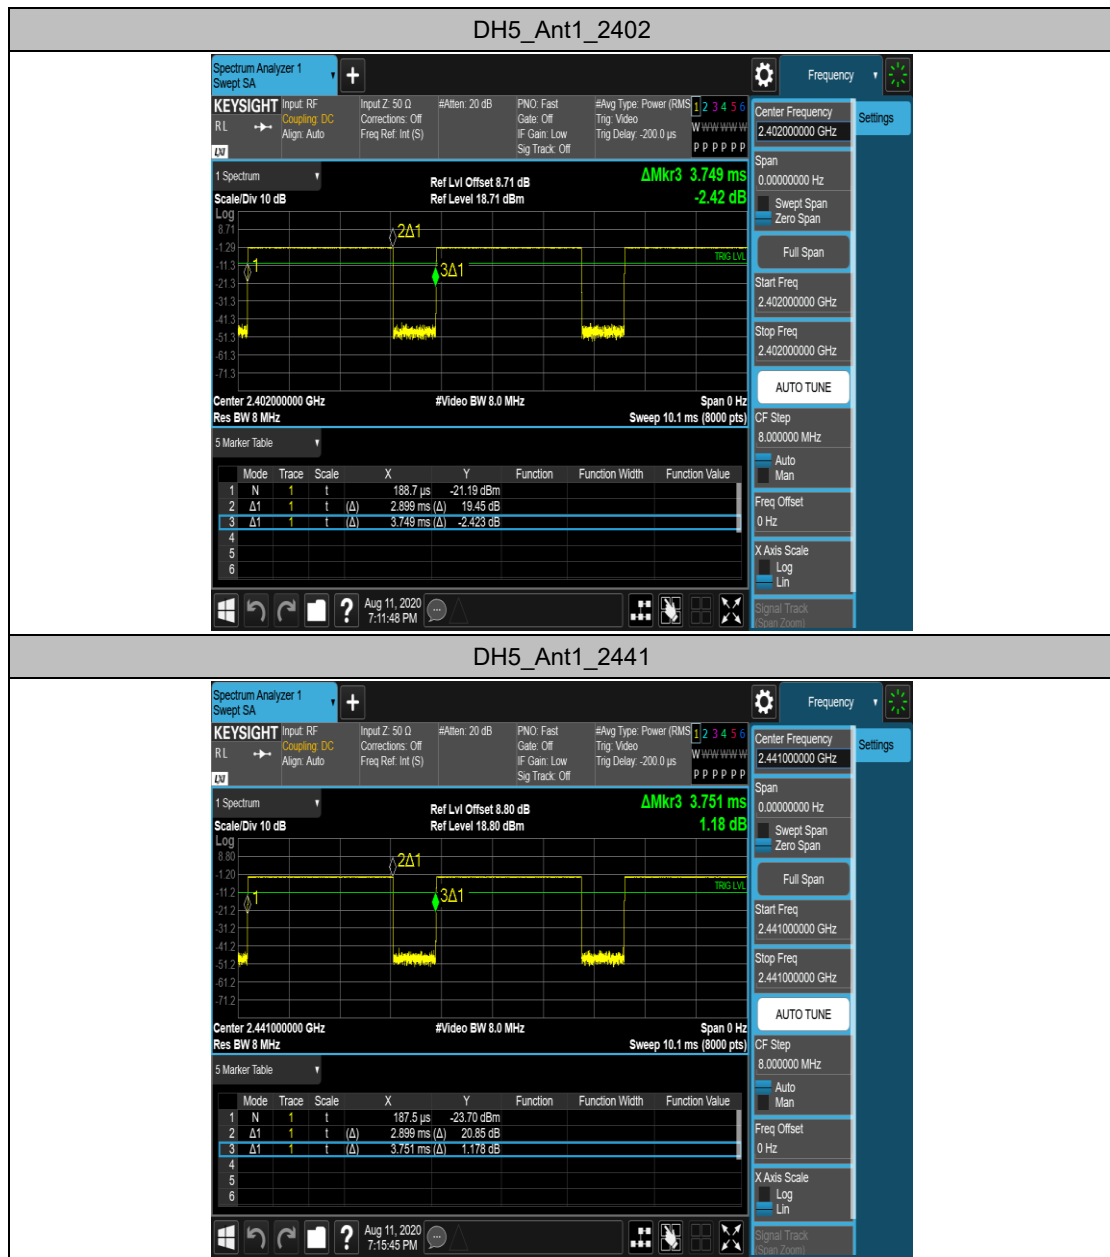 DH5_Ant1_2402
Spectrum Analyzer 1
Swept SA
Frequency
KEYSIGHT Input: RF Input Z: 50 Ω #Atten: 20 dB PNO: Fast #Avg Type: Power (RMS 1 2 3 4 5 6
RL Coupling: DC Corrections: Off Gate: Off Trig: Video
Align: Auto Freq Ref: Int (S) IF Gain: Low Trig Delay: -200.0 µs W W W W W W
LXI Sig Track: Off P P P P P P
Center Frequency
2.402000000 GHz
Settings
Span
0.00000000 Hz
Swept Span
Zero Span
Full Span
Start Freq
2.402000000 GHz
Stop Freq
2.402000000 GHz
AUTO TUNE
CF Step
8.000000 MHz
Auto
Man
Freq Offset
0 Hz
X Axis Scale
Log
Lin
Signal Track
(Span Zoom)
1 Spectrum
Scale/Div 10 dB
Ref Lvl Offset 8.71 dB
Ref Level 18.71 dBm
ΔMkr3 3.749 ms
-2.42 dB
Log
8.71
-1.29
-11.3
-21.3
-31.3
-41.3
-51.3
-61.3
-71.3
1
2Δ1
3Δ1
TRIG LVL
Center 2.402000000 GHz #Video BW 8.0 MHz Span 0 Hz
Res BW 8 MHz Sweep 10.1 ms (8000 pts)
5 Marker Table
Mode Trace Scale X Y Function Function Width Function Value
1 N 1 t 188.7 µs -21.19 dBm
2 Δ1 1 t (Δ) 2.899 ms (Δ) 19.45 dB
3 Δ1 1 t (Δ) 3.749 ms (Δ) -2.423 dB
4
5
6
?
Aug 11, 2020
7:11:48 PM
DH5_Ant1_2441
Spectrum Analyzer 1
Swept SA
Frequency
KEYSIGHT Input: RF Input Z: 50 Ω #Atten: 20 dB PNO: Fast #Avg Type: Power (RMS 1 2 3 4 5 6
RL Coupling: DC Corrections: Off Gate: Off Trig: Video
Align: Auto Freq Ref: Int (S) IF Gain: Low Trig Delay: -200.0 µs W W W W W W
LXI Sig Track: Off P P P P P P
Center Frequency
2.441000000 GHz
Settings
Span
0.00000000 Hz
Swept Span
Zero Span
Full Span
Start Freq
2.441000000 GHz
Stop Freq
2.441000000 GHz
AUTO TUNE
CF Step
8.000000 MHz
Auto
Man
Freq Offset
0 Hz
X Axis Scale
Log
Lin
Signal Track
(Span Zoom)
1 Spectrum
Scale/Div 10 dB
Ref Lvl Offset 8.80 dB
Ref Level 18.80 dBm
ΔMkr3 3.751 ms
1.18 dB
Log
8.80
-1.20
-11.2
-21.2
-31.2
-41.2
-51.2
-61.2
-71.2
1
2Δ1
3Δ1
TRIG LVL
Center 2.441000000 GHz #Video BW 8.0 MHz Span 0 Hz
Res BW 8 MHz Sweep 10.1 ms (8000 pts)
5 Marker Table
Mode Trace Scale X Y Function Function Width Function Value
1 N 1 t 187.5 µs -23.70 dBm
2 Δ1 1 t (Δ) 2.899 ms (Δ) 20.85 dB
3 Δ1 1 t (Δ) 3.751 ms (Δ) 1.178 dB
4
5
6
?
Aug 11, 2020
7:15:45 PM